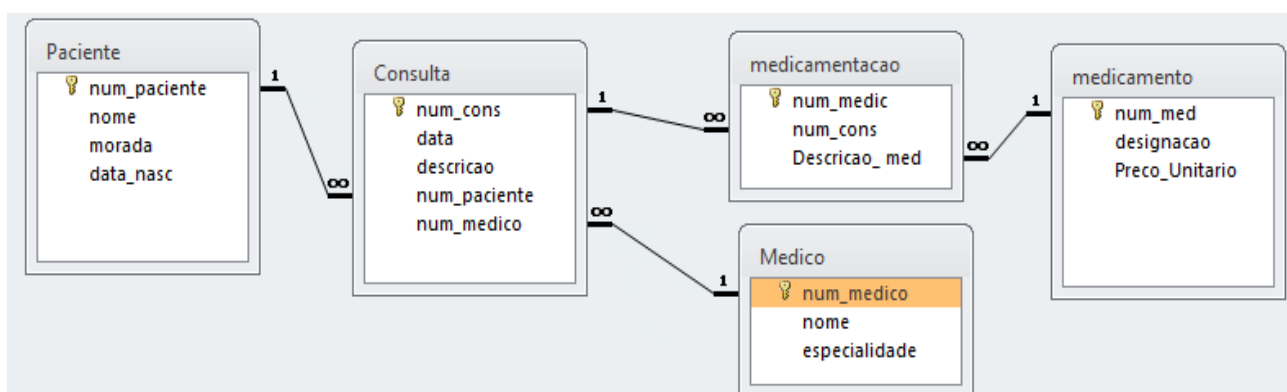 Paciente
num_paciente
nome
morada
data_nasc
1
∞
Consulta
num_cons
data
descricao
num_paciente
num_medico
1
∞
∞
1
medicamentacao
num_medic
num_cons
Descricao_ med
∞
1
medicamento
num_med
designacao
Preco_Unitario
Medico
num_medico
nome
especialidade